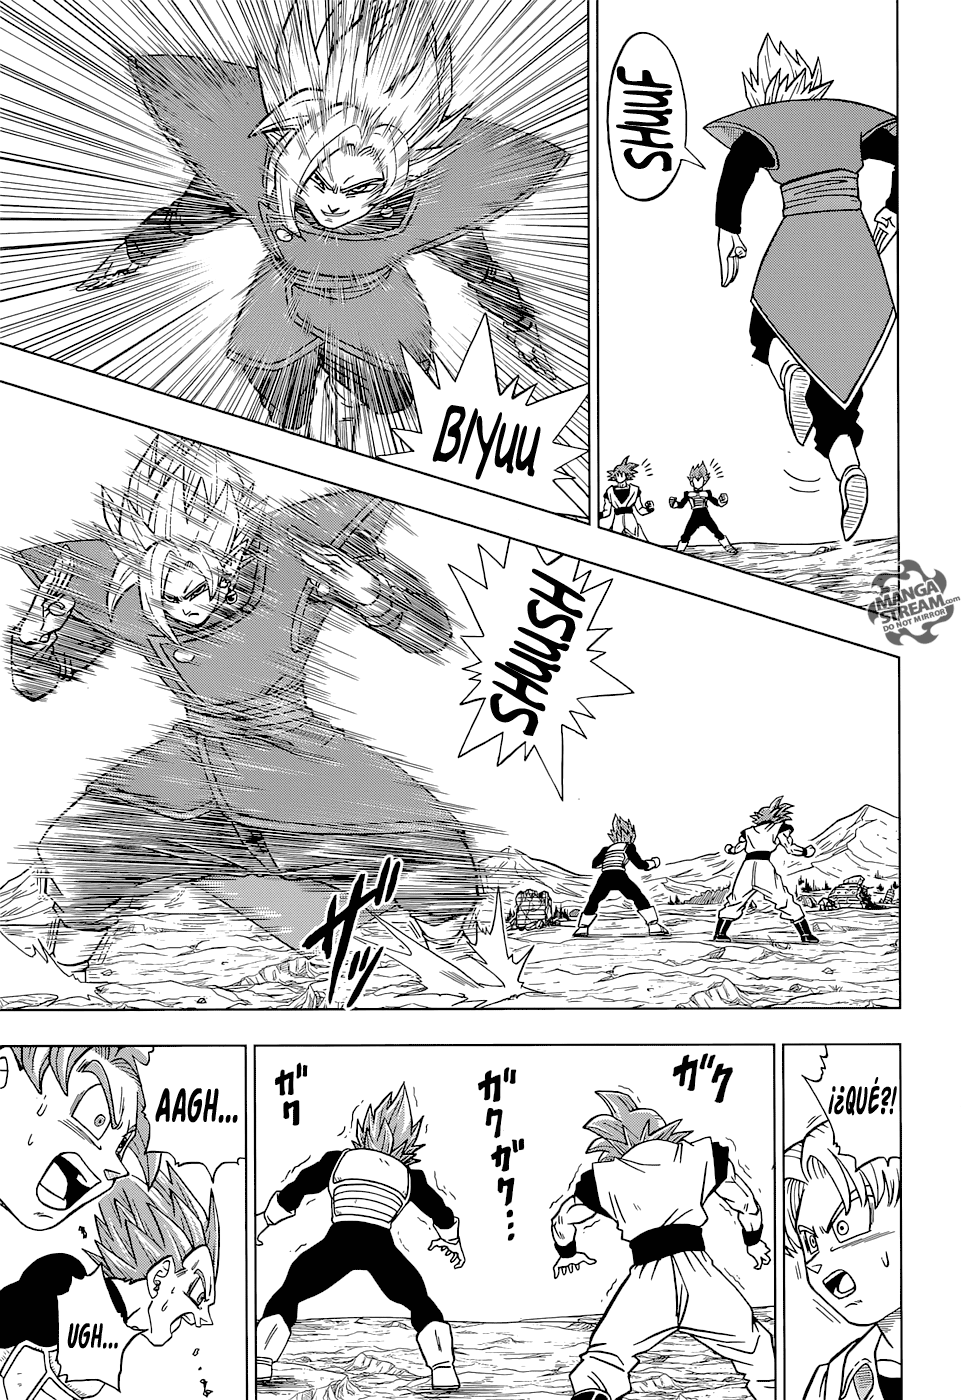 SHUUF
BIYUU
SHUUSH
ザッ
MANGA
STREAM.com
DO NOT MIRROR
¡¿QUÉ?!
ガク
ガク
ガク
ガク...
AAGH...
UGH...